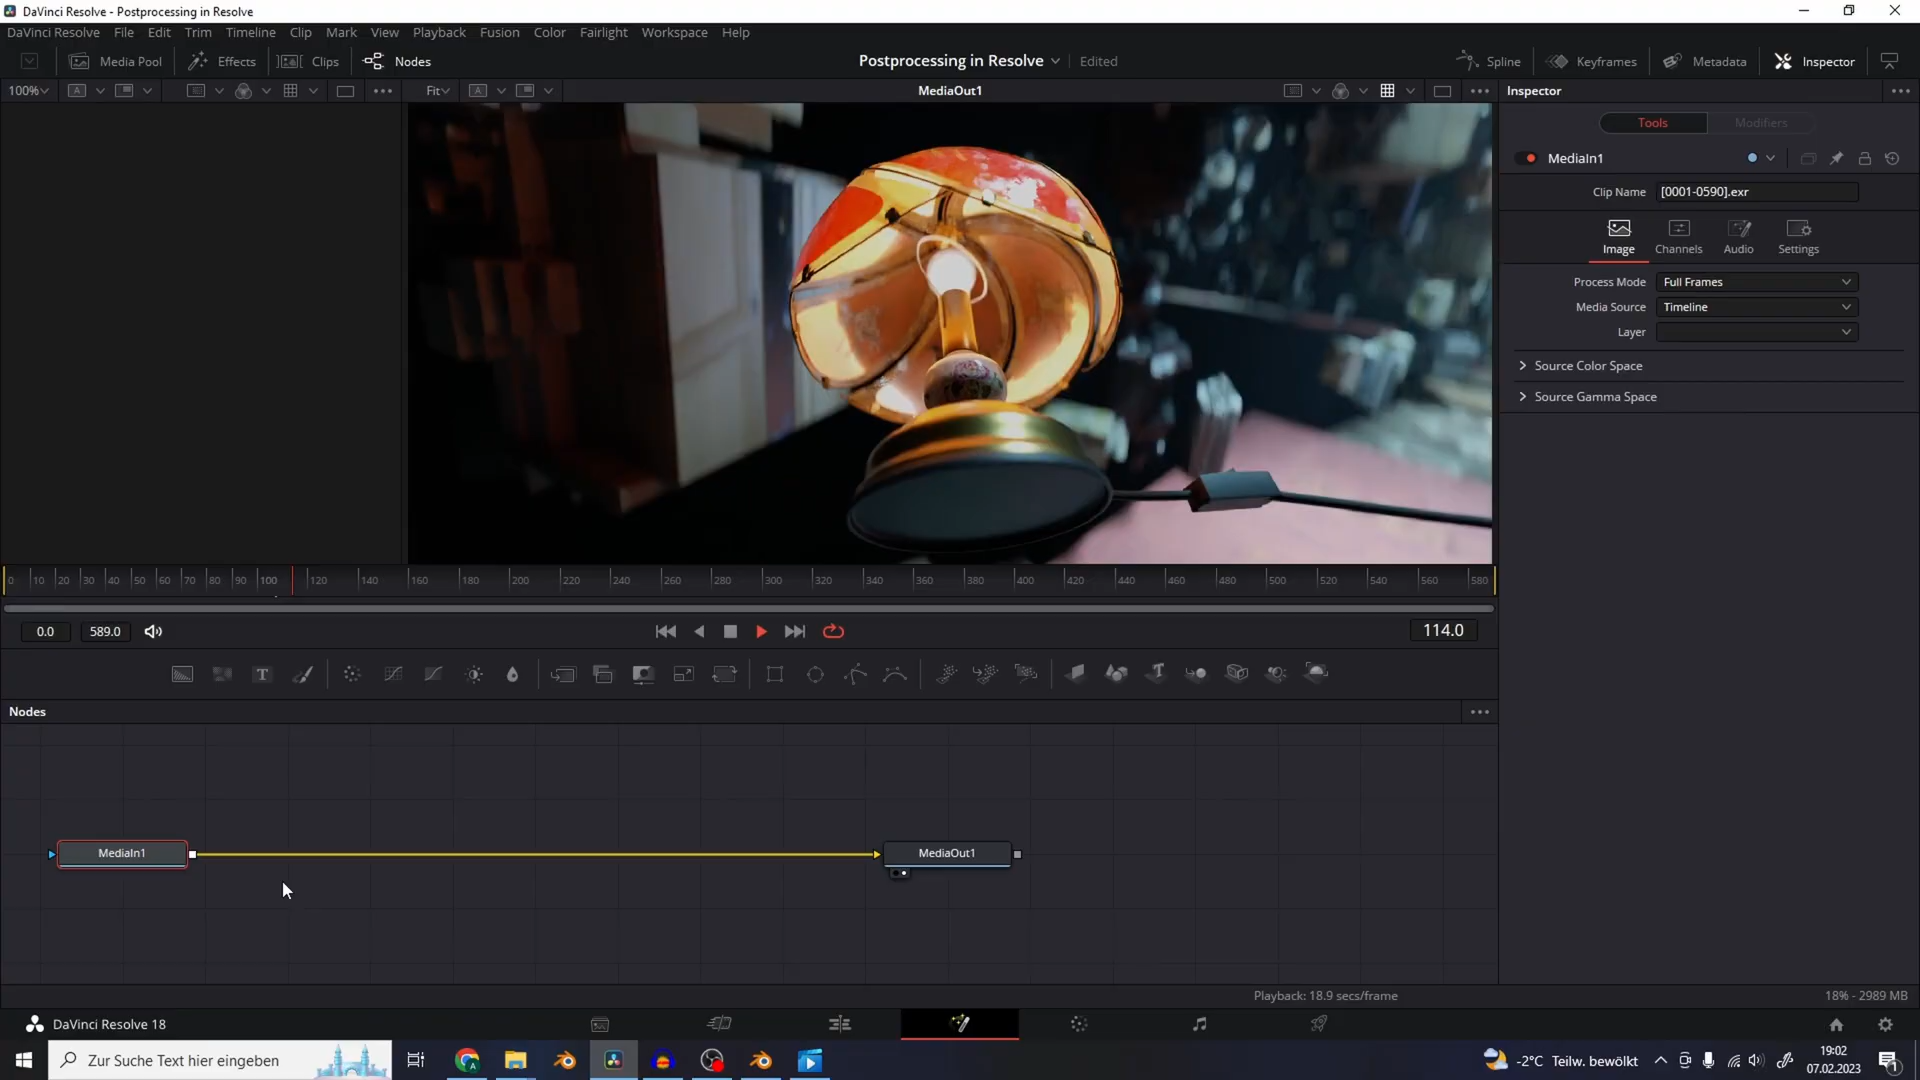 DaVinci Resolve - Postprocessing in Resolve
DaVinci Resolve File Edit Trim Timeline Clip Mark View Playback Fusion Color Fairlight Workspace Help
Media Pool Effects Clips Nodes Postprocessing in Resolve Edited Spline Keyframes Metadata Inspector
100% Fit MediaOut1 Inspector
Tools Modifiers
MediaIn1
Clip Name [0001-0590].exr
Image Channels Audio Settings
Process Mode Full Frames
Media Source Timeline
Layer
Source Color Space
Source Gamma Space
0 10 20 30 40 50 60 70 80 90 100 120 140 160 180 200 220 240 260 280 300 320 340 360 380 400 420 440 460 480 500 520 540 560 580
0.0 589.0 114.0
Nodes
MediaIn1 MediaOut1
Playback: 18.9 secs/frame 18% - 2989 MB
DaVinci Resolve 18
Zur Suche Text hier eingeben -2°C Teilw. bewölkt 19:02
07.02.2023
1